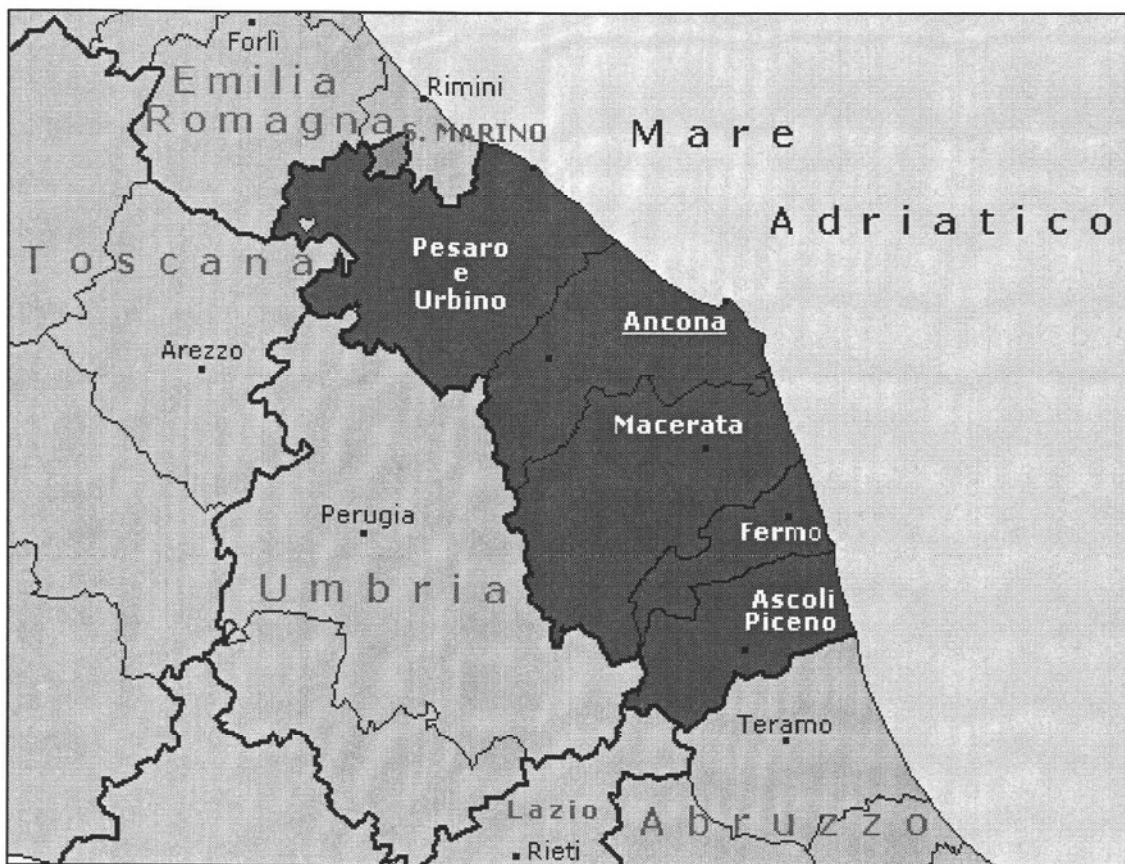 Forlì
Emilia
Romagna
Rimini
S. MARINO
Mare
Adriatico
Toscana
Pesaro
e
Urbino
Ancona
Arezzo
Macerata
Perugia
Fermo
Umbria
Ascoli
Piceno
Teramo
Lazio
Abruzzo
Rieti